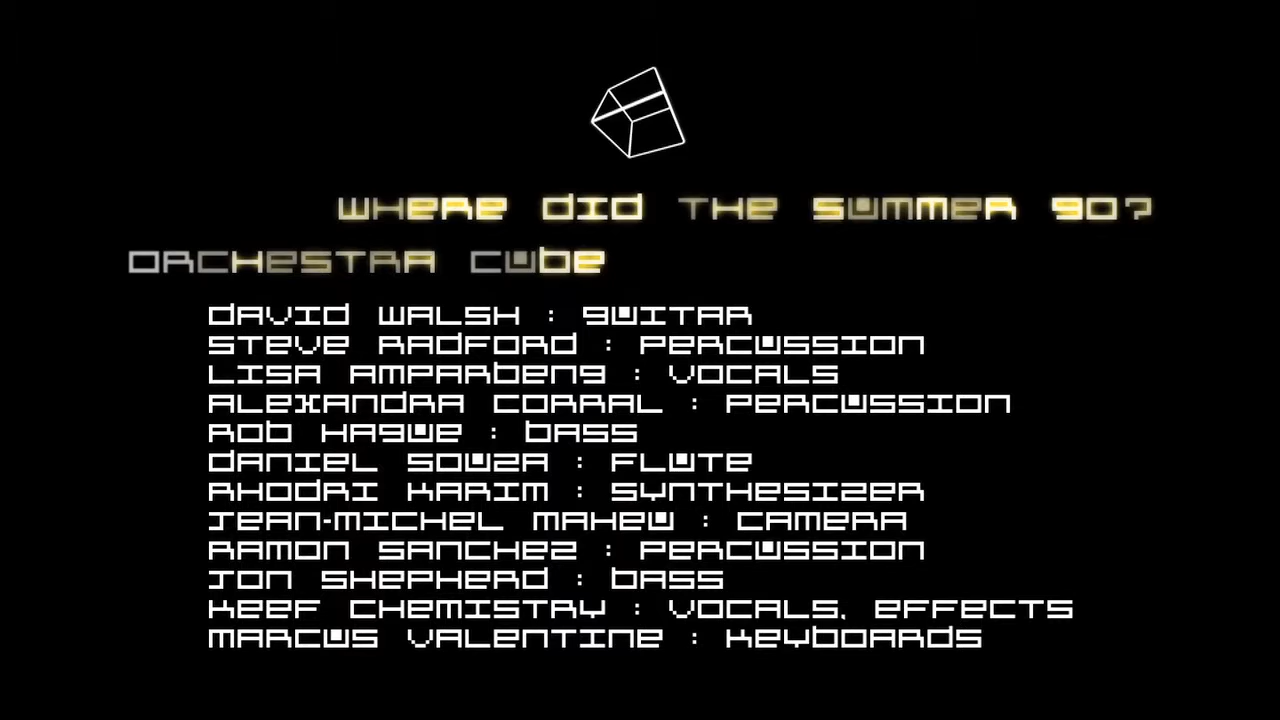 WHERE DID THE SUMMER GO?
ORCHESTRA CUBE
DAVID WALSH : GUITAR
STEVE RADFORD : PERCUSSION
LISA AMPARBENG : VOCALS
ALEXANDRA CORRAL : PERCUSSION
ROB HAGUE : BASS
DANIEL SOUZA : FLUTE
RHODRI KARIM : SYNTHESIZER
JEAN-MICHEL MAHEU : CAMERA
RAMON SANCHEZ : PERCUSSION
JON SHEPHERD : BASS
KEEF CHEMISTRY : VOCALS, EFFECTS
MARCUS VALENTINE : KEYBOARDS